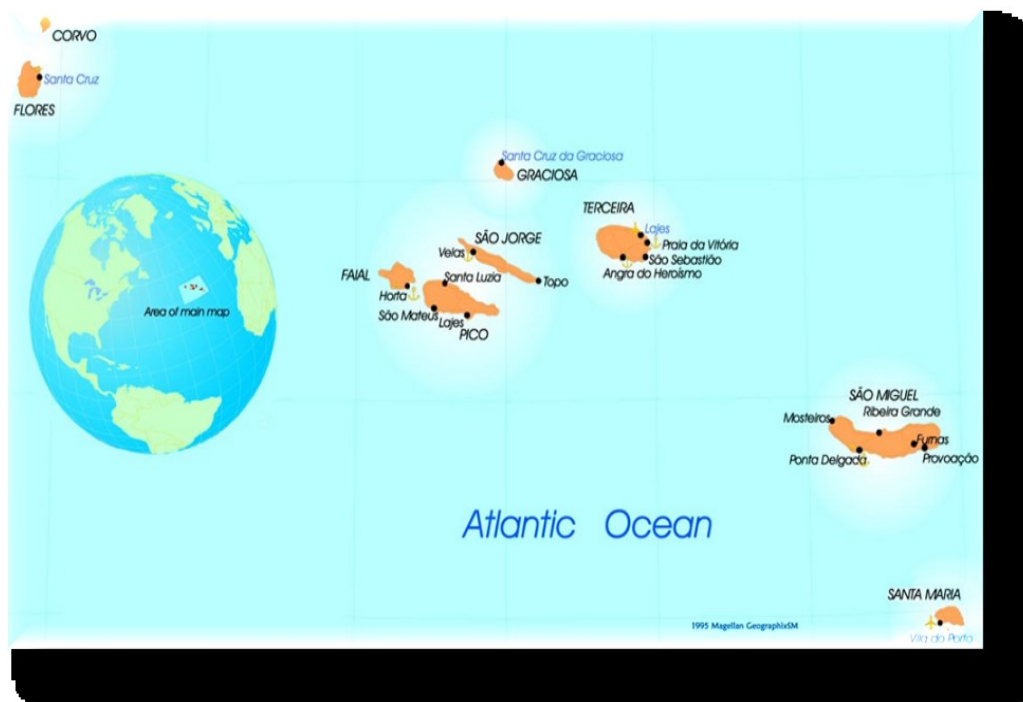 CORVO
Santa Cruz
FLORES
Santa Cruz da Graciosa
GRACIOSA
TERCEIRA
Lajes
Praia da Vitória
São Sebastião
Angra do Heroísmo
SÃO JORGE
Velas
Topo
FAIAL
Horta
Santa Luzia
São Mateus
Lajes
PICO
Area of main map
SÃO MIGUEL
Ribeira Grande
Mosteiros
Furnas
Ponta Delgada
Provoação
Atlantic Ocean
SANTA MARIA
Vila do Porto
1995 Magellan GeographixSM